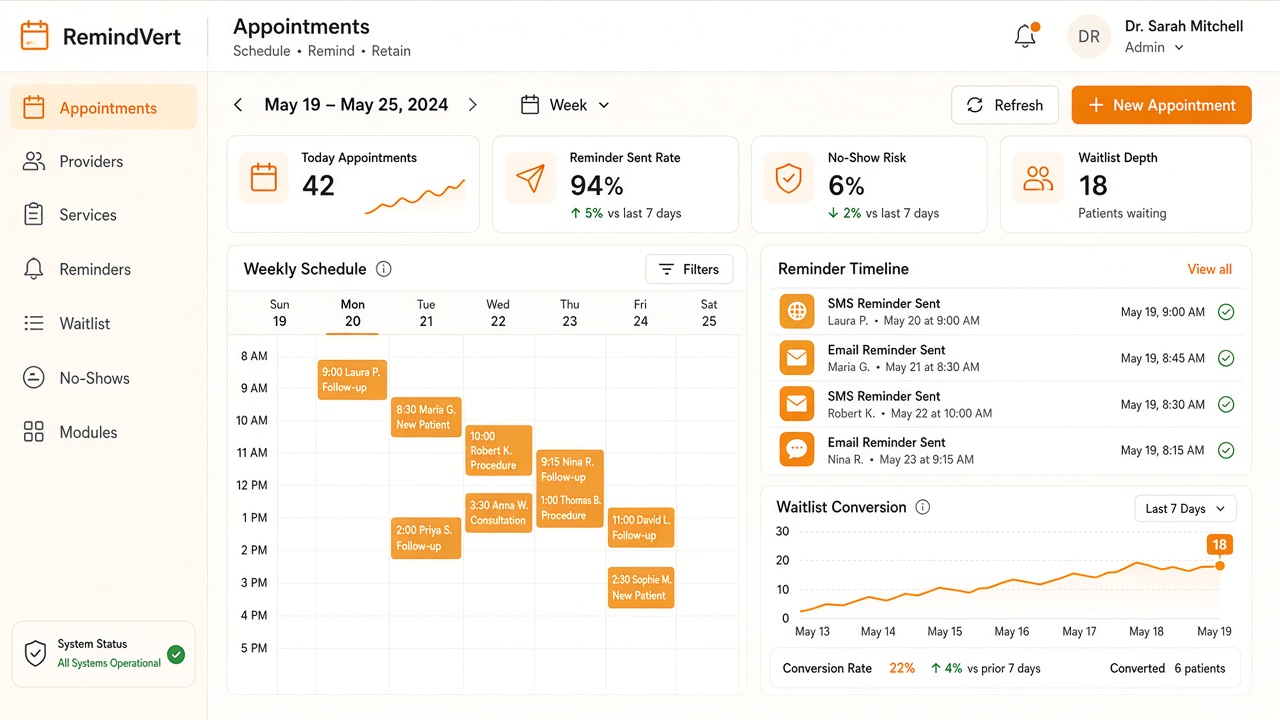 RemindVert
Appointments
Schedule • Remind • Retain
DR
Dr. Sarah Mitchell
Admin
Appointments
Providers
Services
Reminders
Waitlist
No-Shows
Modules
System Status
All Systems Operational
May 19 – May 25, 2024
Week
Refresh
New Appointment
Today Appointments
42
Reminder Sent Rate
94%
↑ 5% vs last 7 days
No-Show Risk
6%
↓ 2% vs last 7 days
Waitlist Depth
18
Patients waiting
Weekly Schedule
Filters
Sun Mon Tue Wed Thu Fri Sat
19 20 21 22 23 24 25
8 AM
9 AM
10 AM
11 AM
12 PM
1 PM
2 PM
3 PM
4 PM
5 PM
9:00 Laura P.
Follow-up
8:30 Maria G.
New Patient
2:00 Priya S.
Follow-up
10:00
Robert K.
Procedure
3:30 Anna W.
Consultation
9:15 Nina R.
Follow-up
1:00 Thomas B.
Procedure
11:00 David L.
Follow-up
2:30 Sophie M.
New Patient
Reminder Timeline
View all
SMS Reminder Sent
Laura P. • May 20 at 9:00 AM
May 19, 9:00 AM
Email Reminder Sent
Maria G. • May 21 at 8:30 AM
May 19, 8:45 AM
SMS Reminder Sent
Robert K. • May 22 at 10:00 AM
May 19, 8:30 AM
Email Reminder Sent
Nina R. • May 23 at 9:15 AM
May 19, 8:15 AM
Waitlist Conversion
Last 7 Days
30
20
10
0
18
May 13 May 14 May 15 May 16 May 17 May 18 May 19
Conversion Rate 22% ↑ 4% vs prior 7 days Converted 6 patients